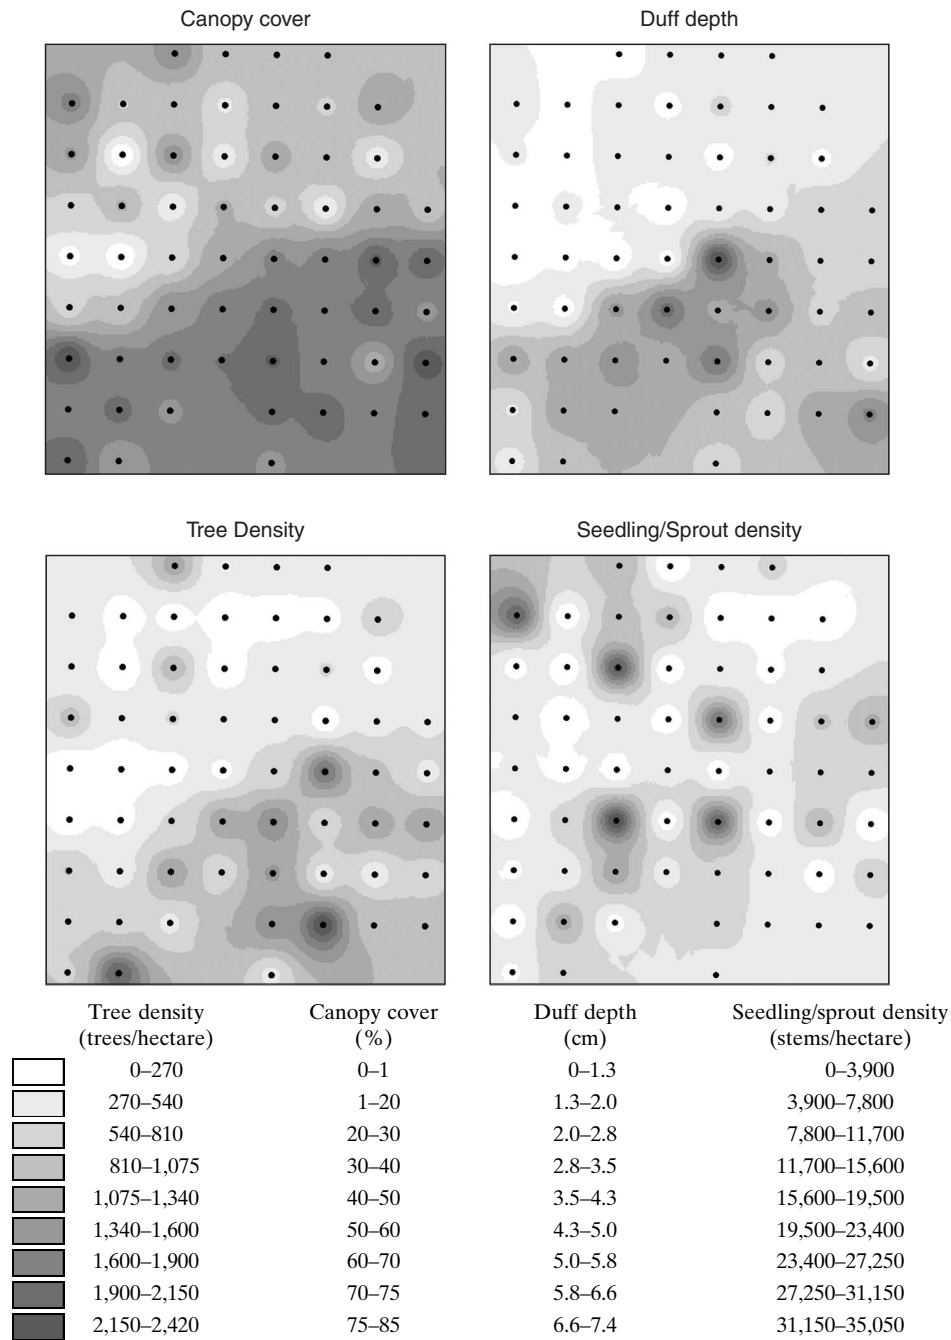 Canopy cover
Duff depth
Tree Density
Seedling/Sprout density
Tree density Canopy cover Duff depth Seedling/sprout density
(trees/hectare) (%) (cm) (stems/hectare)
0–270 0–1 0–1.3 0–3,900
270–540 1–20 1.3–2.0 3,900–7,800
540–810 20–30 2.0–2.8 7,800–11,700
810–1,075 30–40 2.8–3.5 11,700–15,600
1,075–1,340 40–50 3.5–4.3 15,600–19,500
1,340–1,600 50–60 4.3–5.0 19,500–23,400
1,600–1,900 60–70 5.0–5.8 23,400–27,250
1,900–2,150 70–75 5.8–6.6 27,250–31,150
2,150–2,420 75–85 6.6–7.4 31,150–35,050